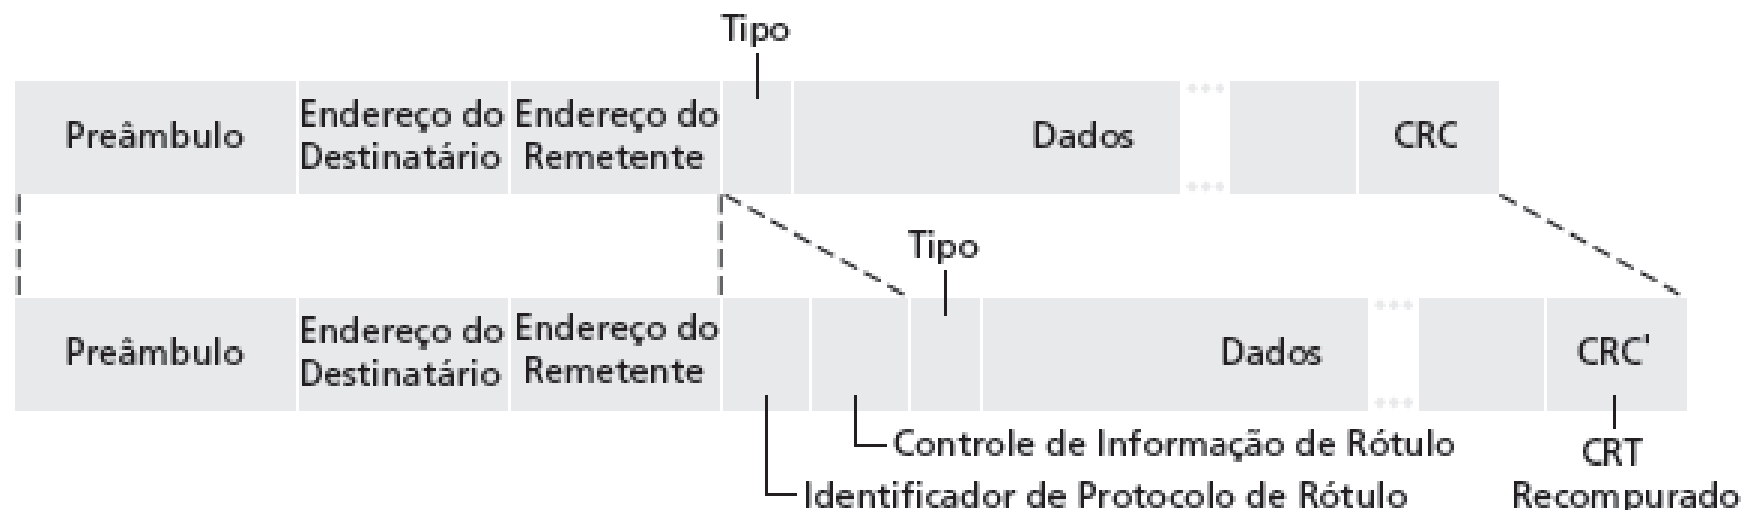 Tipo
Preâmbulo
Endereço do
Destinatário
Endereço do
Remetente
Dados
CRC
Tipo
Preâmbulo
Endereço do
Destinatário
Endereço do
Remetente
Dados
CRC'
Controle de Informação de Rótulo
Identificador de Protocolo de Rótulo
CRT
Recompurado